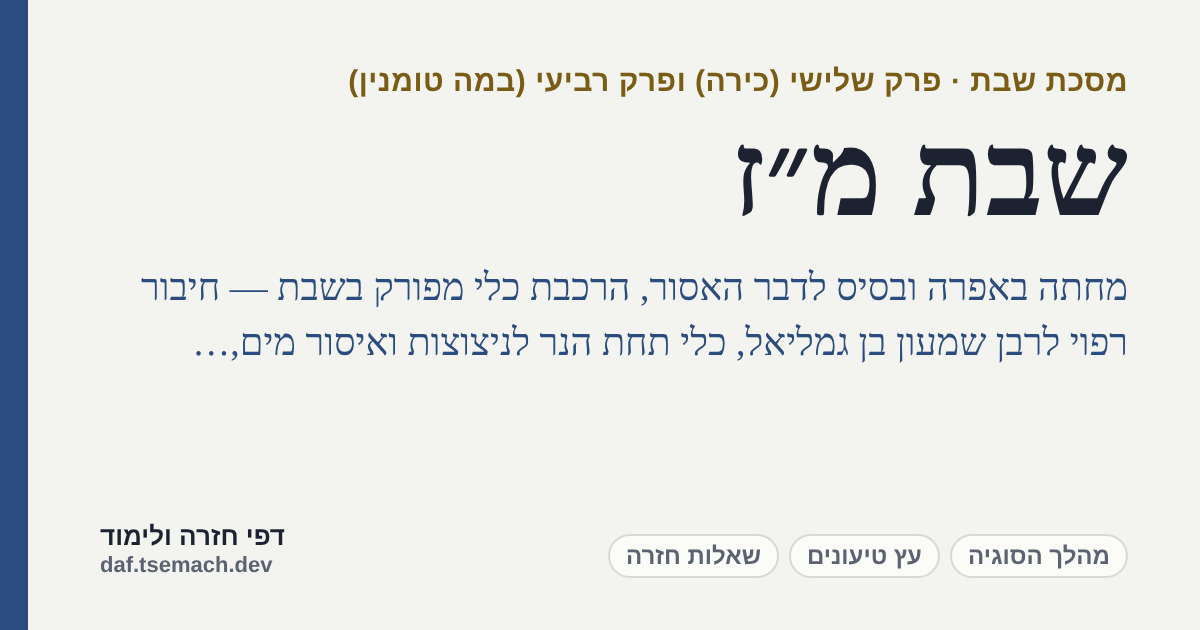 מסכת שבת · פרק שלישי (כירה) ופרק רביעי (במה טומנין)
שבת מ״ז
מחתה באפרה ובסיס לדבר האסור, הרכבת כלי מפורק בשבת — חיבור
רפוי לרבן שמעון בן גמליאל, כלי תחת הנר לניצוצות ואיסור מים,…
מהלך הסוגיה
עץ טיעונים
שאלות חזרה
דפי חזרה ולימוד
daf.tsemach.dev